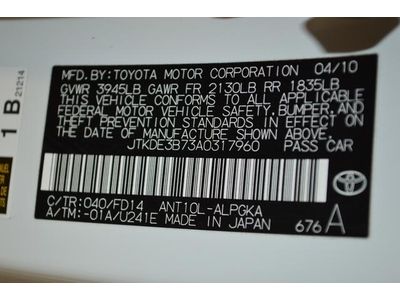 MFD. BY: TOYOTA MOTOR CORPORATION 04/10
GVWR 3945LB GAWR FR 2130LB RR 1835LB
THIS VEHICLE CONFORMS TO ALL APPLICABLE
FEDERAL MOTOR VEHICLE SAFETY, BUMPER, AND
THEFT PREVENTION STANDARDS IN EFFECT ON
THE DATE OF MANUFACTURE SHOWN ABOVE.
JTKDE3B73A0317960 PASS CAR
TOYOTA
C/TR: 040/FD14 ANT10L-ALPGKA
A/TM: -01A/U241E MADE IN JAPAN 676 A
1 B 21214